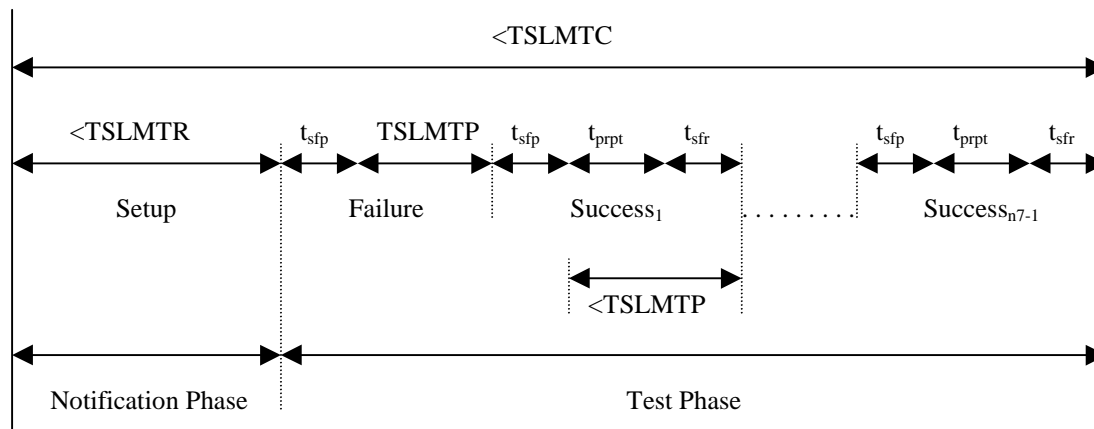 <TSLMTC
<TSLMTR t_sfp TSLMTP t_sfp t_prpt t_sfr t_sfp t_prpt t_sfr
Setup Failure Success_1 . . . . . . . . . Success_n7-1
<TSLMTP
Notification Phase Test Phase